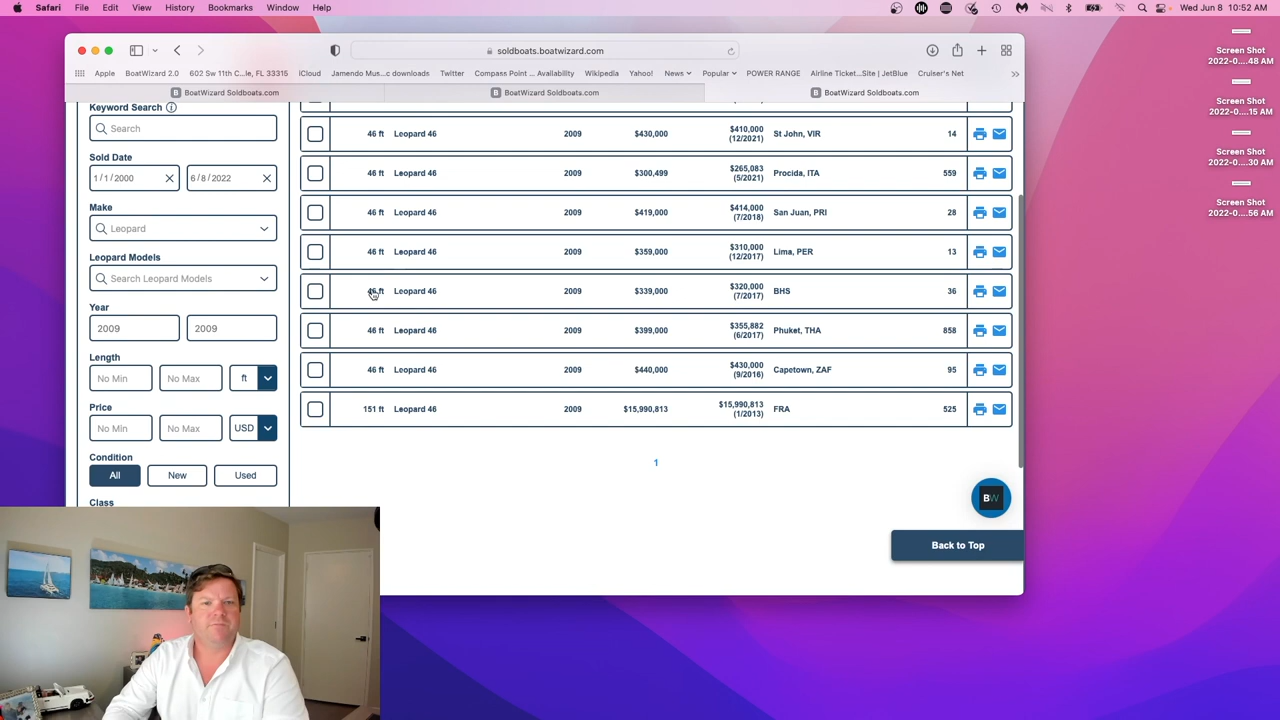 Safari File Edit View History Bookmarks Window Help Wed Jun 8 10:52 AM
soldboats.boatwizard.com
Apple BoatWizard 2.0 602 Sw 11th C...le, FL 33315 iCloud Jamendo Mus...c downloads Twitter Compass Point ... Availability Wikipedia Yahoo! News Popular POWER RANGE Airline Ticket...Site | JetBlue Cruiser's Net
BoatWizard Soldboats.com BoatWizard Soldboats.com BoatWizard Soldboats.com
Keyword Search
Search
Sold Date
1/1/2000 6/8/2022
Make
Leopard
Leopard Models
Search Leopard Models
Year
2009 2009
Length
No Min No Max ft
Price
No Min No Max USD
Condition
All New Used
Class
46 ft Leopard 46 2009 $430,000 $410,000 (12/2021) St John, VIR 14
46 ft Leopard 46 2009 $300,499 $265,083 (5/2021) Procida, ITA 559
46 ft Leopard 46 2009 $419,000 $414,000 (7/2018) San Juan, PRI 28
46 ft Leopard 46 2009 $359,000 $310,000 (12/2017) Lima, PER 13
46 ft Leopard 46 2009 $339,000 $320,000 (7/2017) BHS 36
46 ft Leopard 46 2009 $399,000 $355,882 (6/2017) Phuket, THA 858
46 ft Leopard 46 2009 $440,000 $430,000 (9/2016) Capetown, ZAF 95
151 ft Leopard 46 2009 $15,990,813 $15,990,813 (1/2013) FRA 525
1
BW
Back to Top
Screen Shot
2022-0....48 AM
Screen Shot
2022-0...15 AM
Screen Shot
2022-0....30 AM
Screen Shot
2022-0....56 AM